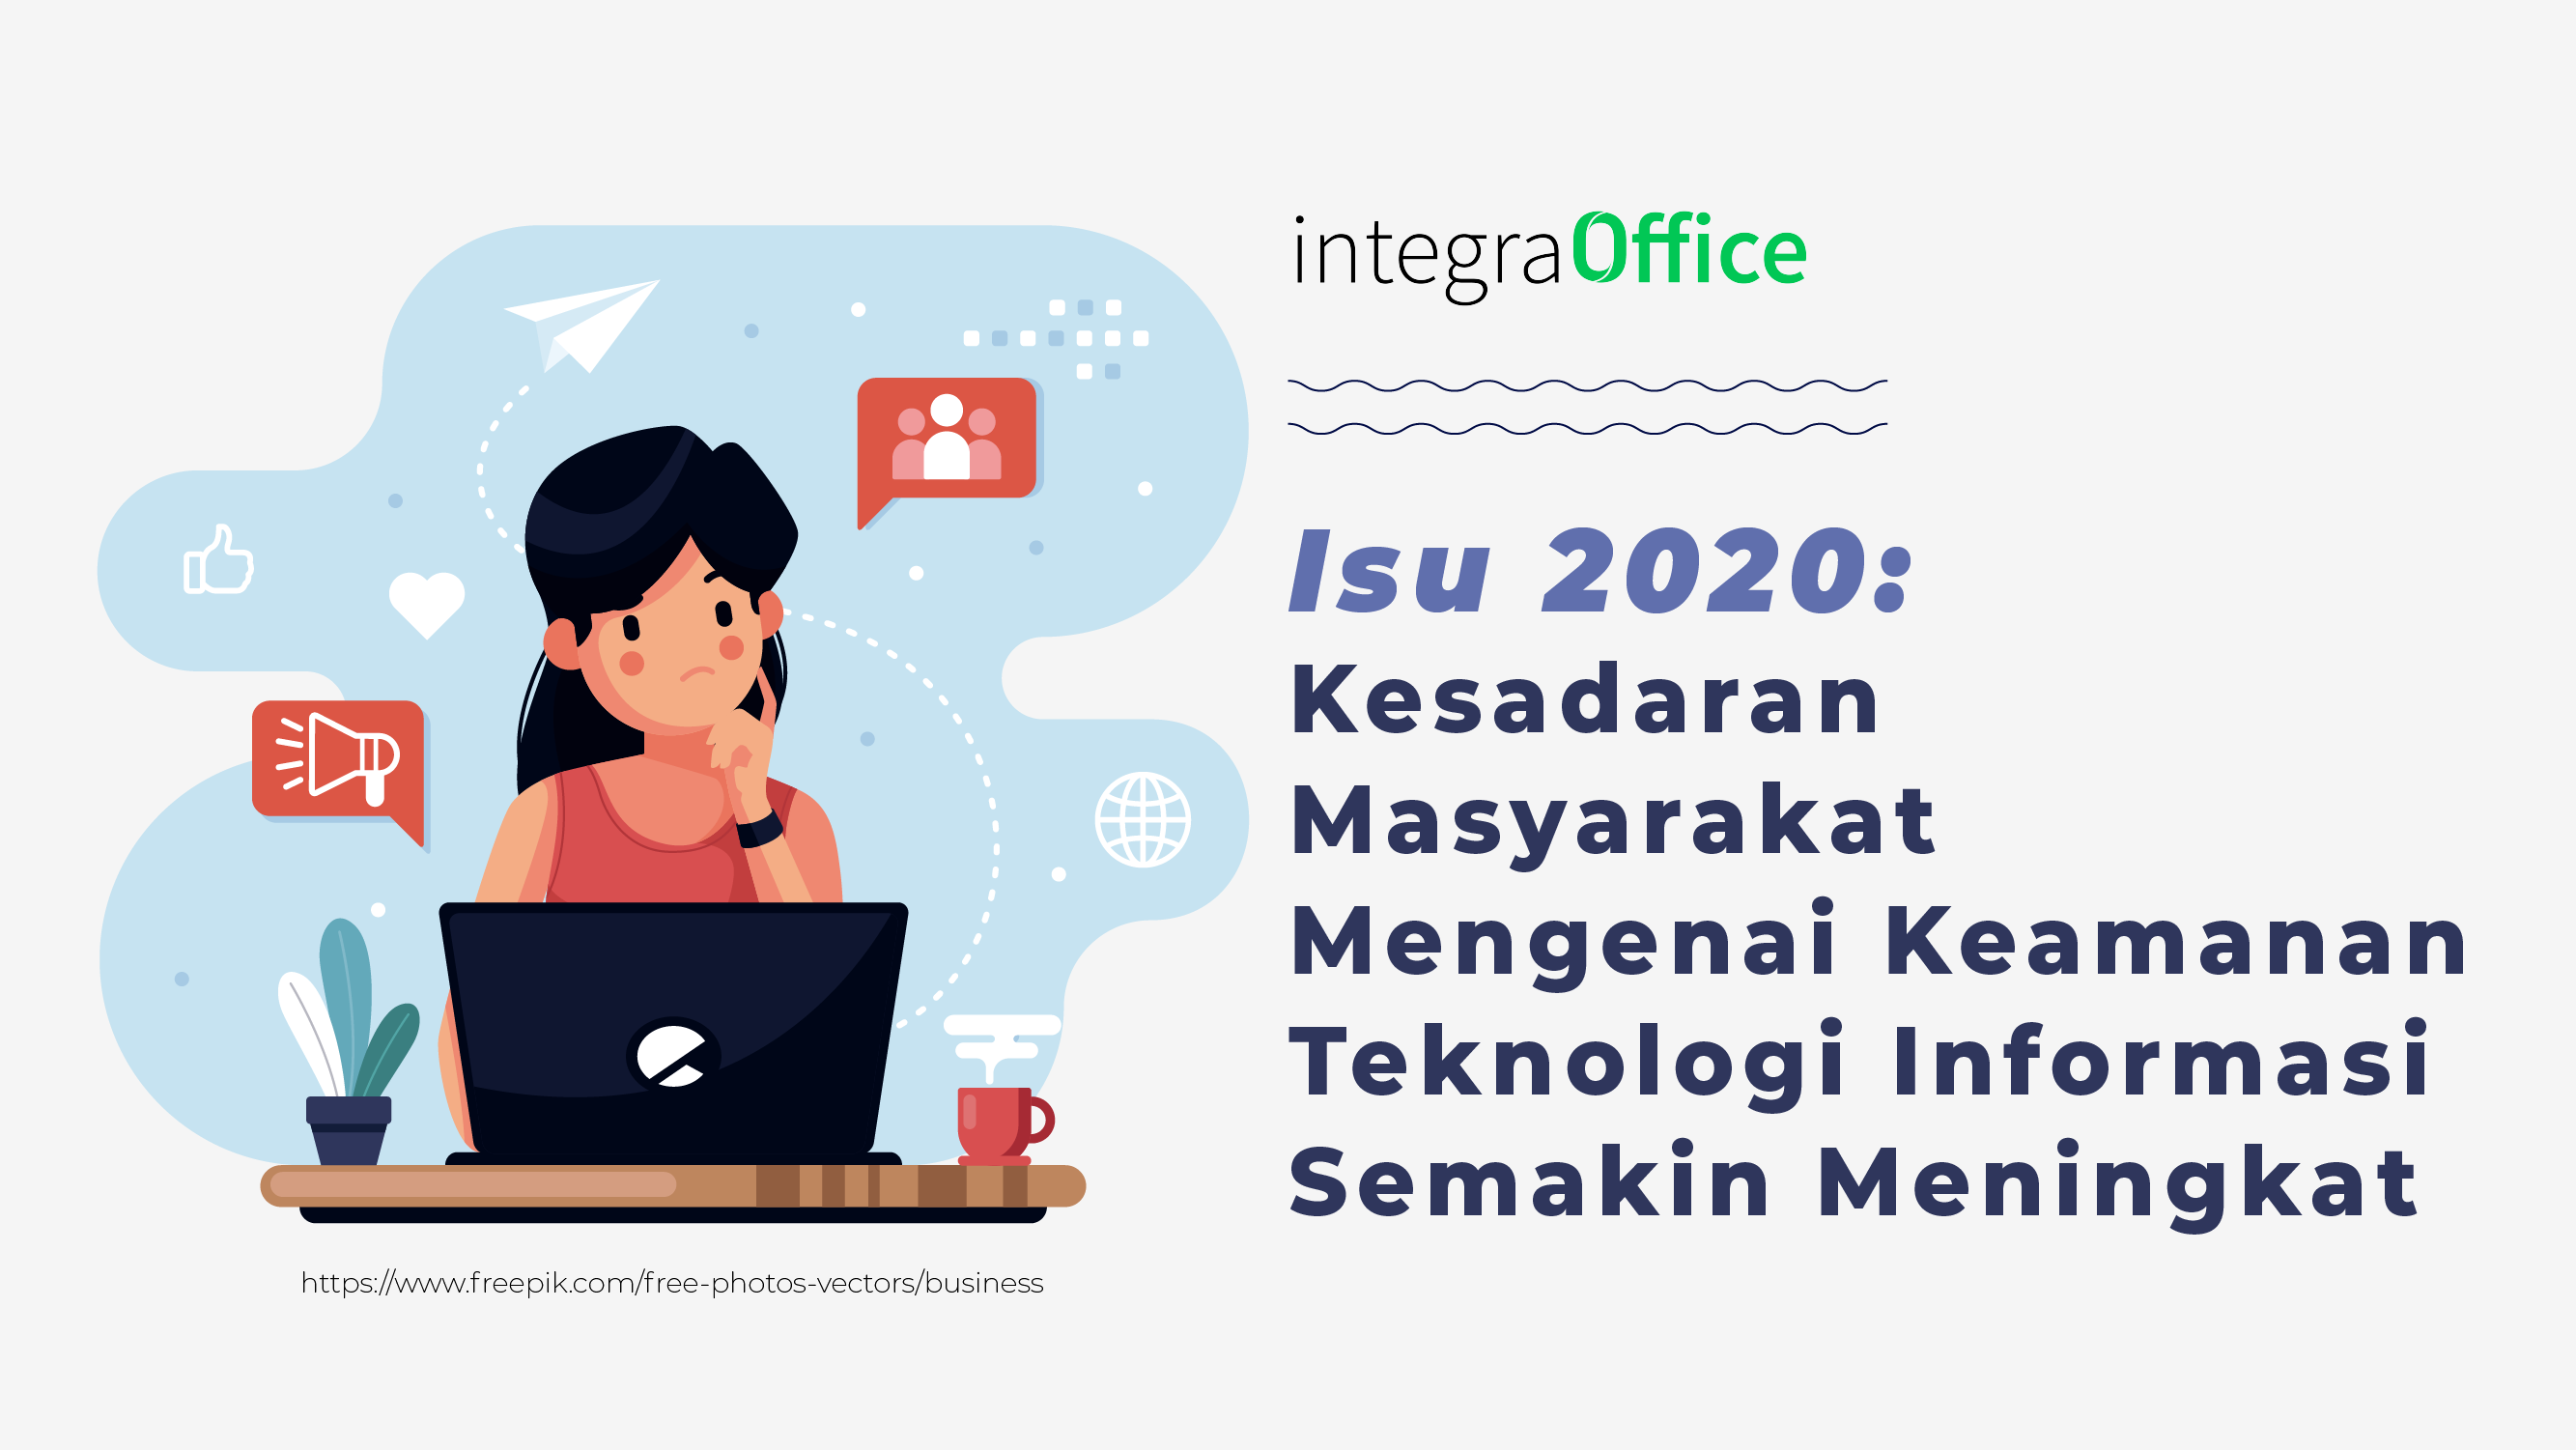 integraOffice
Isu 2020:
Kesadaran
Masyarakat
Mengenai Keamanan
Teknologi Informasi
Semakin Meningkat
https://www.freepik.com/free-photos-vectors/business